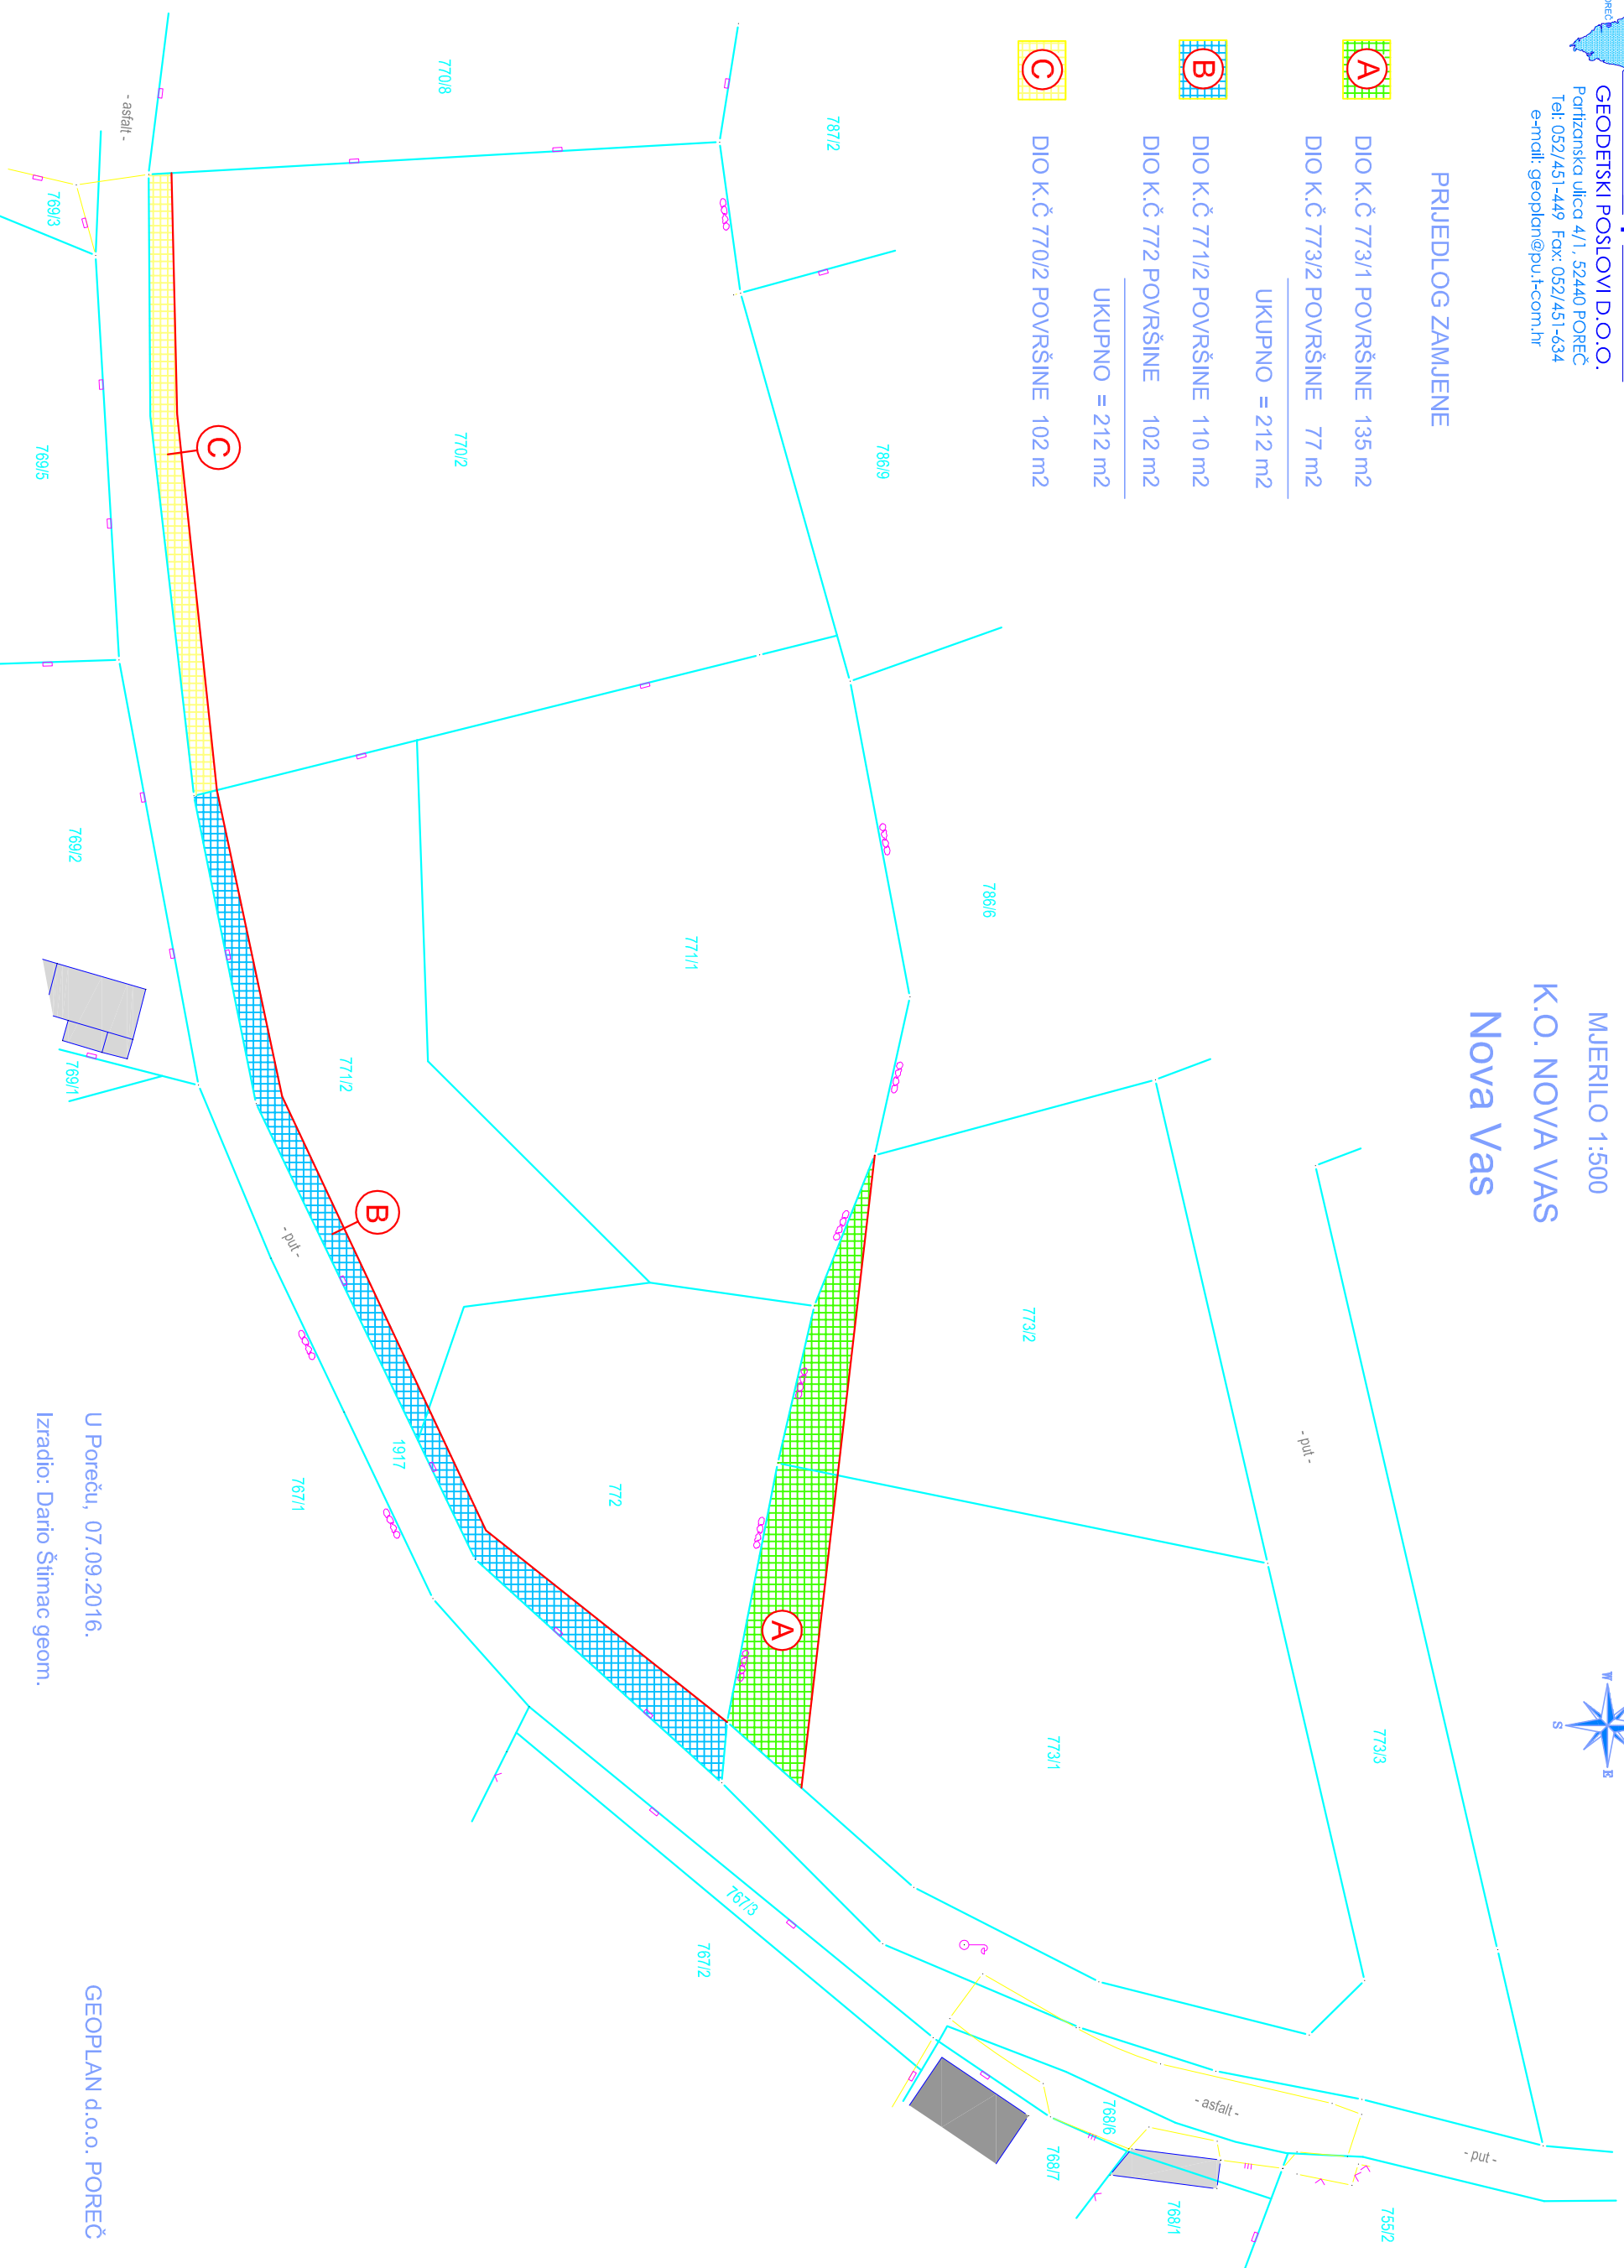 POREČ
GEODETSKI POSLOVI D.O.O.
Partizanska ulica 4/1, 52440 POREČ
Tel: 052/451-449 Fax: 052/451-634
e-mail: geoplan@pu.t-com.hr
MJERILO 1:500
K.O. NOVA VAS
Nova Vas
W
S
E
PRIJEDLOG ZAMJENE
A
DIO K.Č 773/1 POVRŠINE 135 m2
DIO K.Č 773/2 POVRŠINE 77 m2
UKUPNO = 212 m2
B
DIO K.Č 771/2 POVRŠINE 110 m2
DIO K.Č 772 POVRŠINE 102 m2
UKUPNO = 212 m2
C
DIO K.Č 770/2 POVRŠINE 102 m2
773/3
- put -
755/2
- put -
- asfalt -
768/1
768/6
768/7
773/1
773/2
786/6
786/9
787/2
A
771/1
772
767/3
767/2
770/8
770/2
C
771/2
B
1917
- put -
767/1
- asfalt -
769/3
769/5
769/2
769/1
U Poreču, 07.09.2016.
Izradio: Dario Štimac geom.
GEOPLAN d.o.o. POREČ